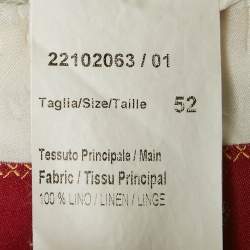 22102063 / 01
Taglia/Size/Taille 52
Tessuto Principale / Main
Fabric / Tissu Principal
100 % LINO / LINEN / LINGE